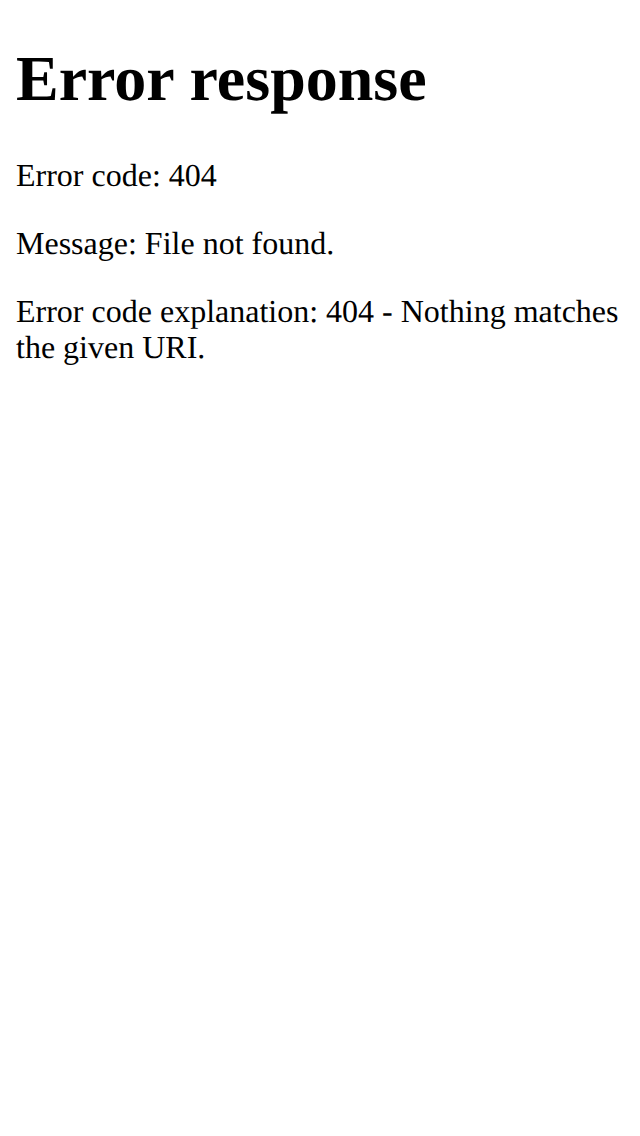 Error response
Error code: 404
Message: File not found.
Error code explanation: 404 - Nothing matches
the given URI.